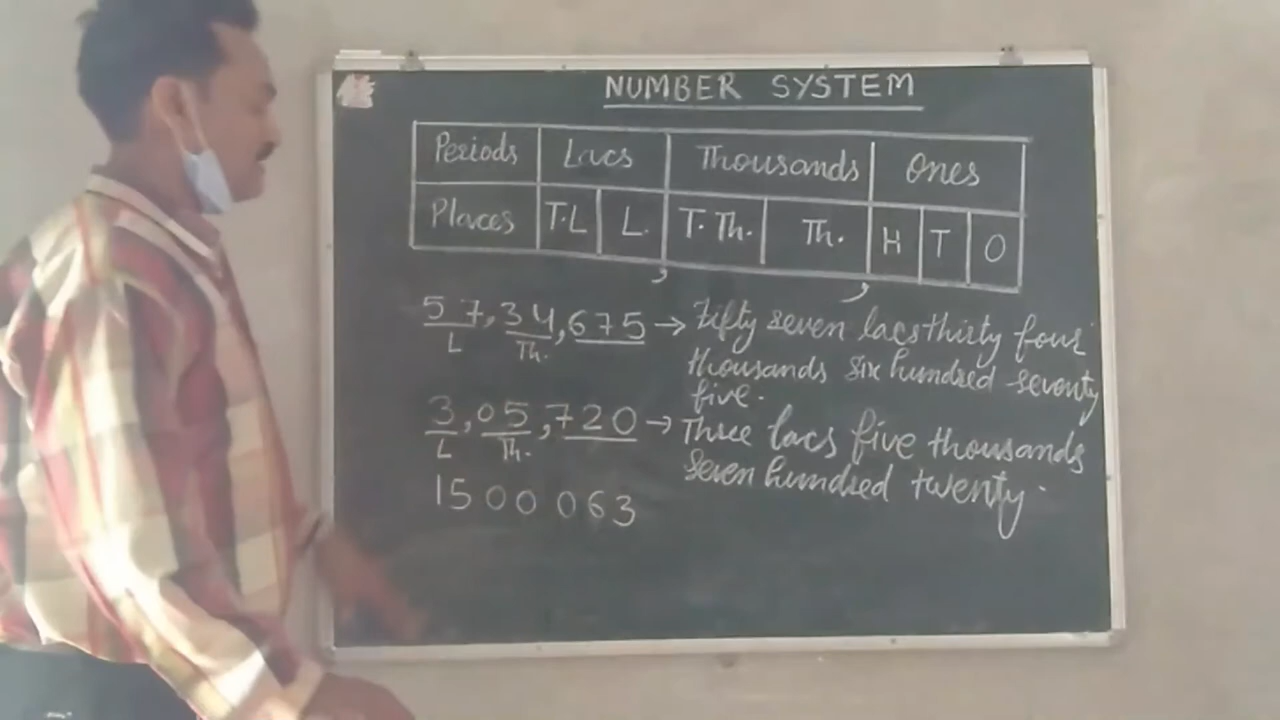 NUMBER SYSTEM
Periods Lacs Thousands Ones
Places T.L L. T.Th. Th. H T O
, ,
57,34,675 → Fifty seven lacs thirty four
L Th. thousands six hundred seventy
five.
3,05,720 → Three lacs five thousands
L Th. seven hundred twenty.
1500063